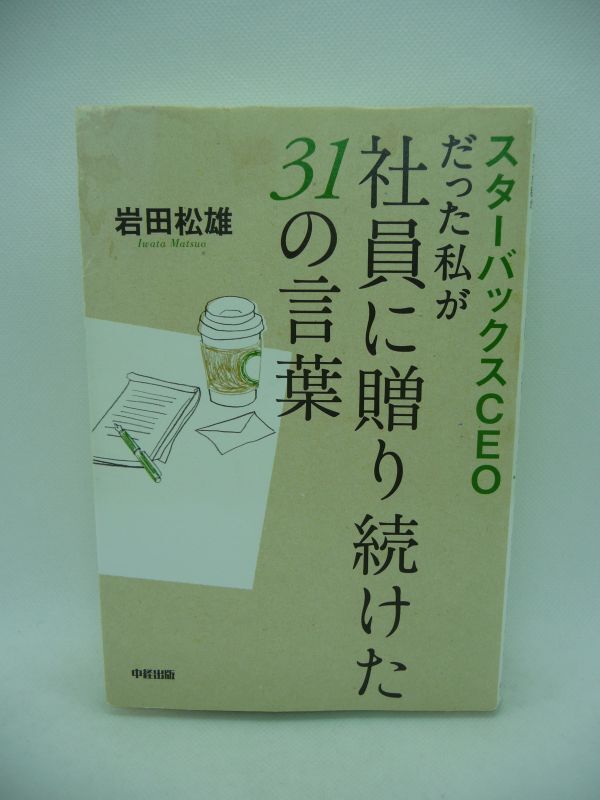 スターバックスCEO
だった私が
社員に贈り続けた
31の言葉
岩田松雄
Iwata Matsuo
中経出版